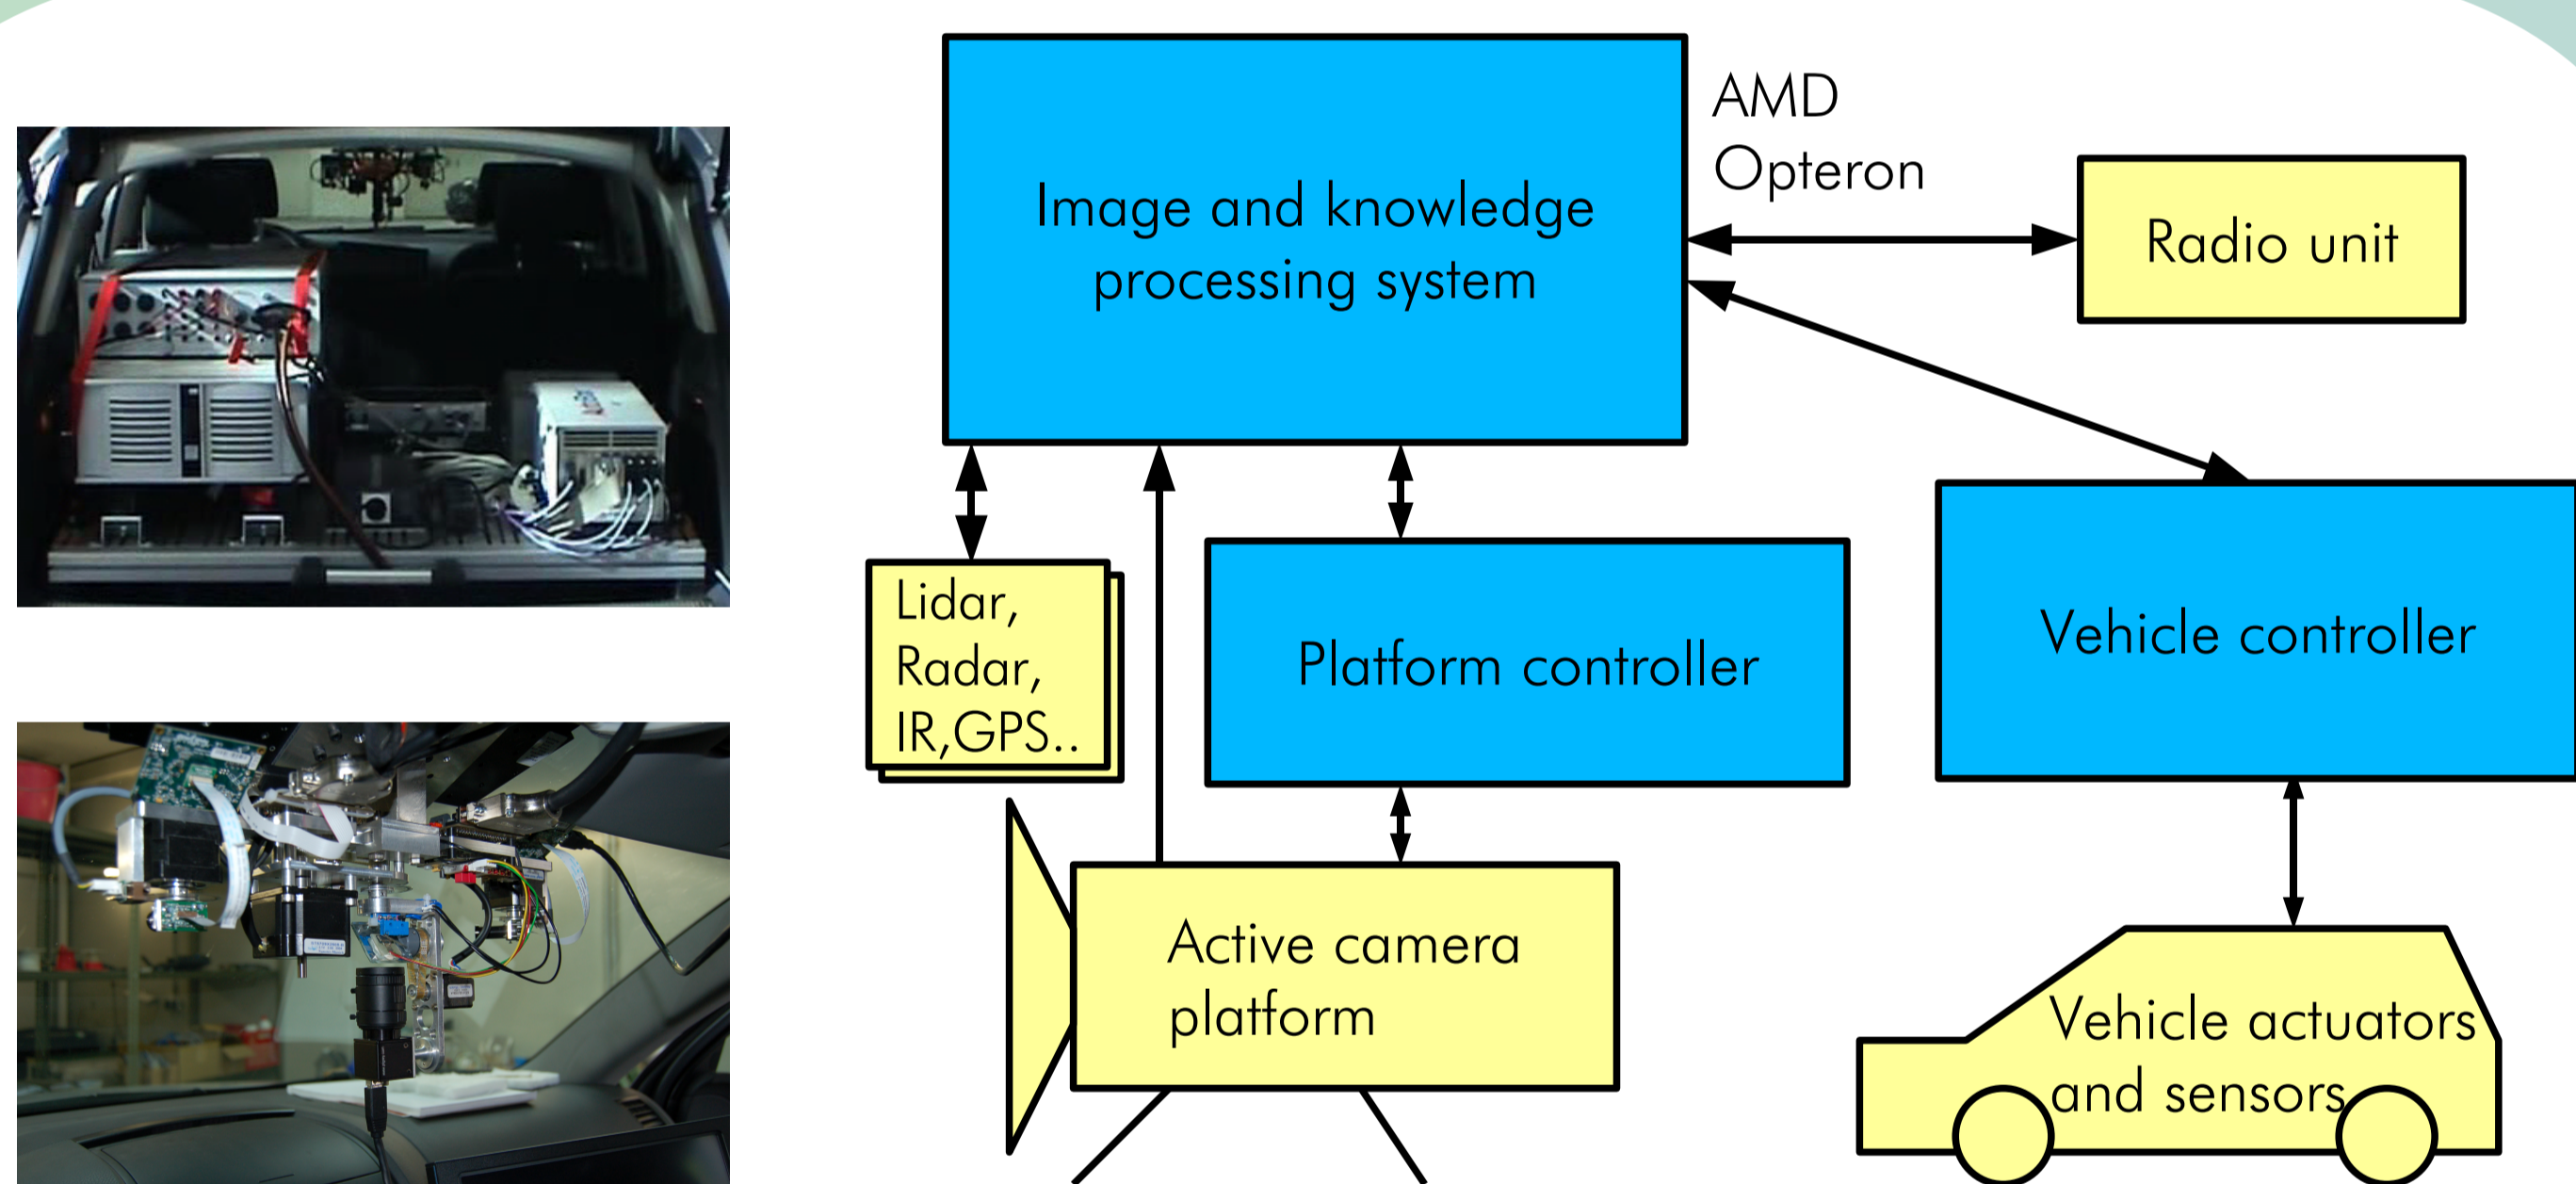 AMD
Opteron
Image and knowledge
processing system
Radio unit
Lidar,
Radar,
IR,GPS..
Platform controller
Vehicle controller
Active camera
platform
Vehicle actuators
and sensors